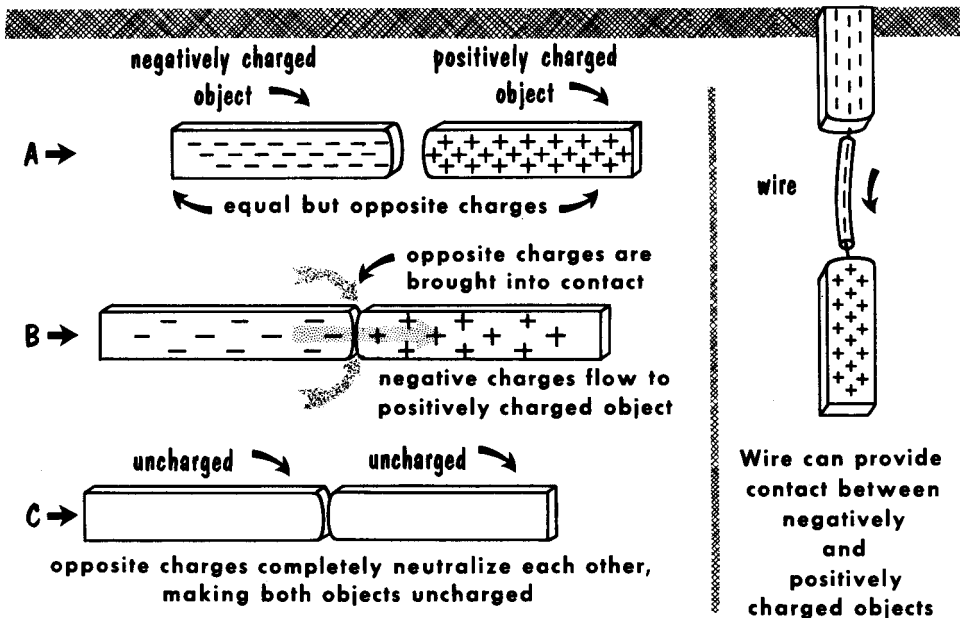 negatively charged
object
positively charged
object
A
equal but opposite charges
opposite charges are
brought into contact
B
negative charges flow to
positively charged object
uncharged
uncharged
C
opposite charges completely neutralize each other,
making both objects uncharged
wire
Wire can provide
contact between
negatively
and
positively
charged objects